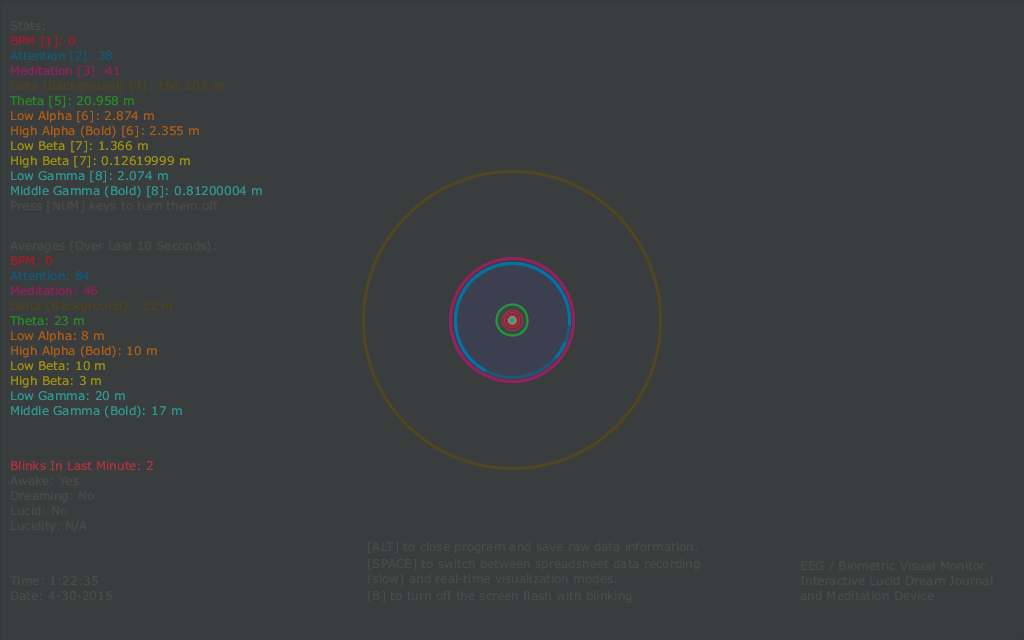 Stats:
BPM [1]: 0
Attention [2]: 38
Meditation [3]: 41
Delta (Background) [4]: 196.203 m
Theta [5]: 20.958 m
Low Alpha [6]: 2.874 m
High Alpha (Bold) [6]: 2.355 m
Low Beta [7]: 1.366 m
High Beta [7]: 0.12619999 m
Low Gamma [8]: 2.074 m
Middle Gamma (Bold) [8]: 0.81200004 m
Press [NUM] keys to turn them off
Averages (Over Last 10 Seconds):
BPM: 0
Attention: 84
Meditation: 46
Delta (Background): 52 m
Theta: 23 m
Low Alpha: 8 m
High Alpha (Bold): 10 m
Low Beta: 10 m
High Beta: 3 m
Low Gamma: 20 m
Middle Gamma (Bold): 17 m
Blinks In Last Minute: 2
Awake: Yes
Dreaming: No
Lucid: No
Lucidity: N/A
Time: 1:22:35
Date: 4-30-2015
[ALT] to close program and save raw data information.
[SPACE] to switch between spreadsheet data recording
(slow) and real-time visualization modes.
[B] to turn off the screen flash with blinking
EEG / Biometric Visual Monitor
Interactive Lucid Dream Journal
and Meditation Device